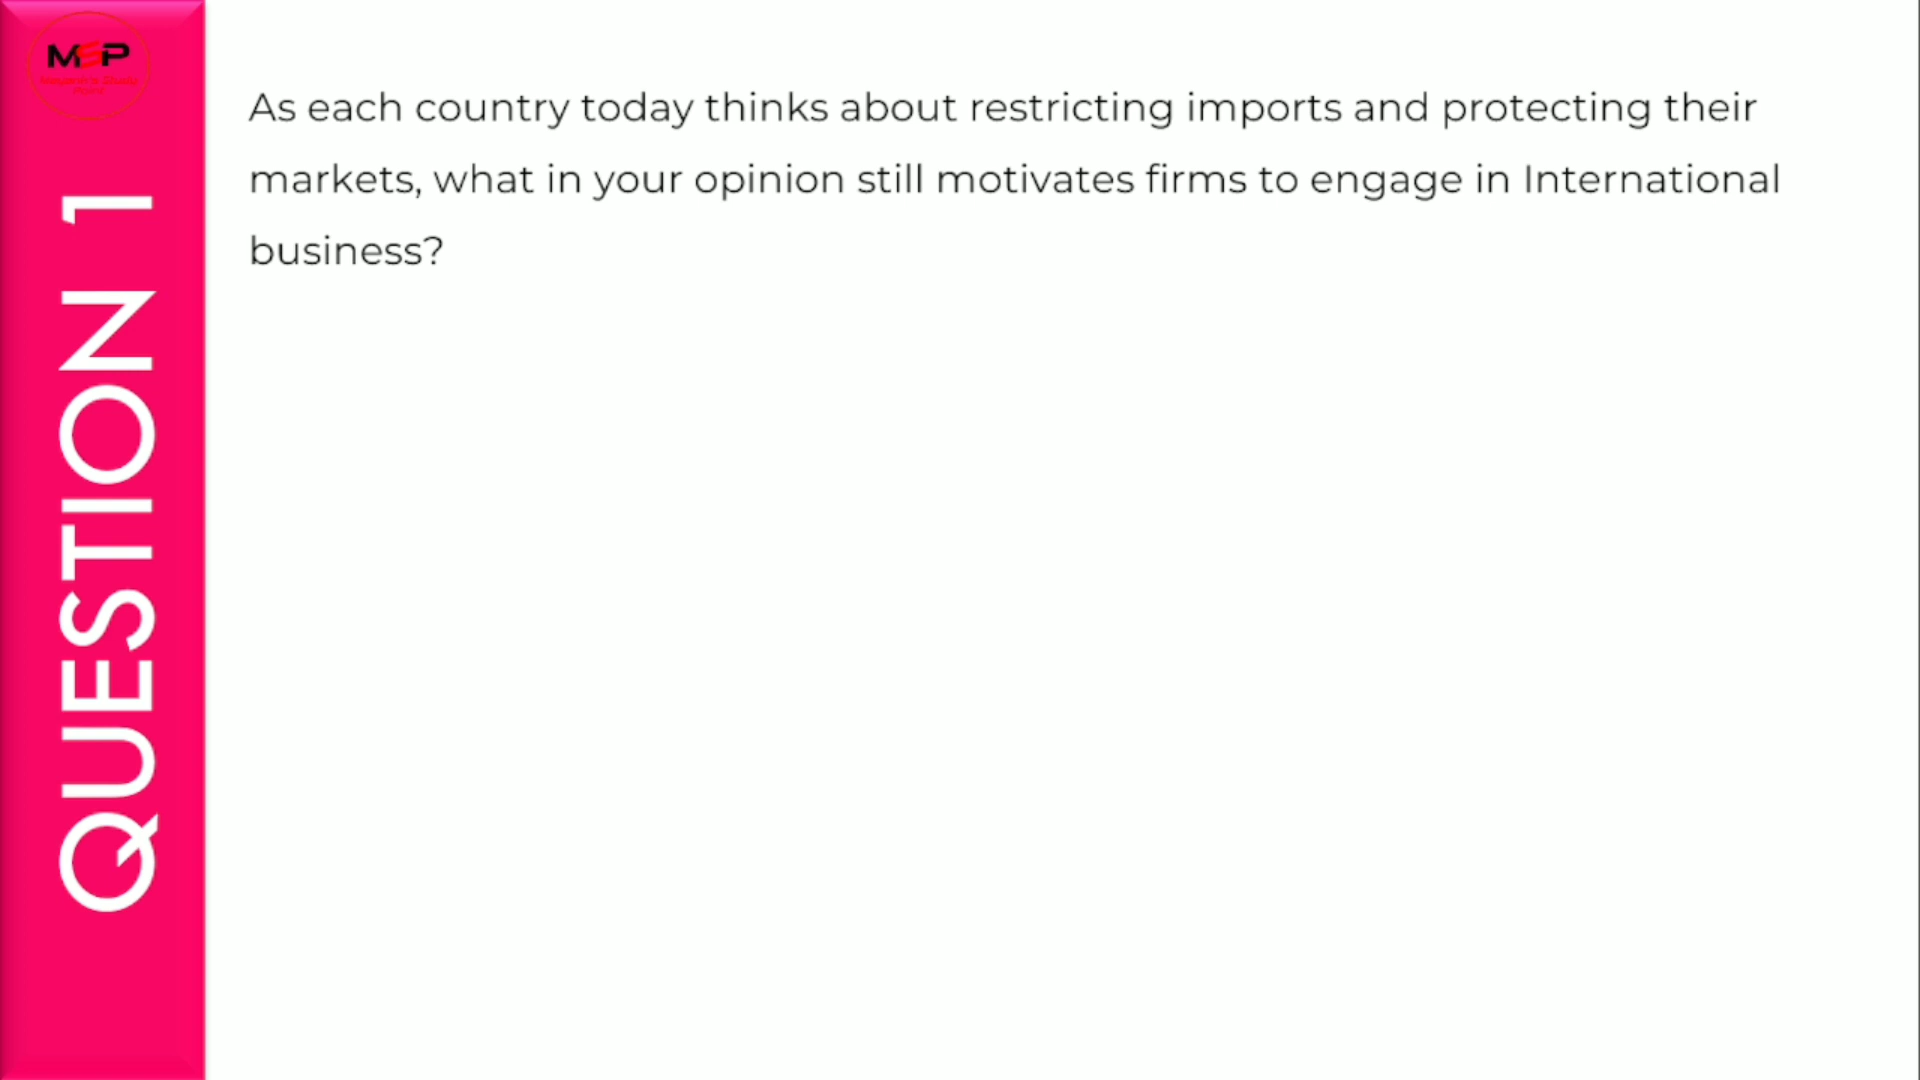 MSP
As each country today thinks about restricting imports and protecting their
markets, what in your opinion still motivates firms to engage in International
business?
QUESTION 1